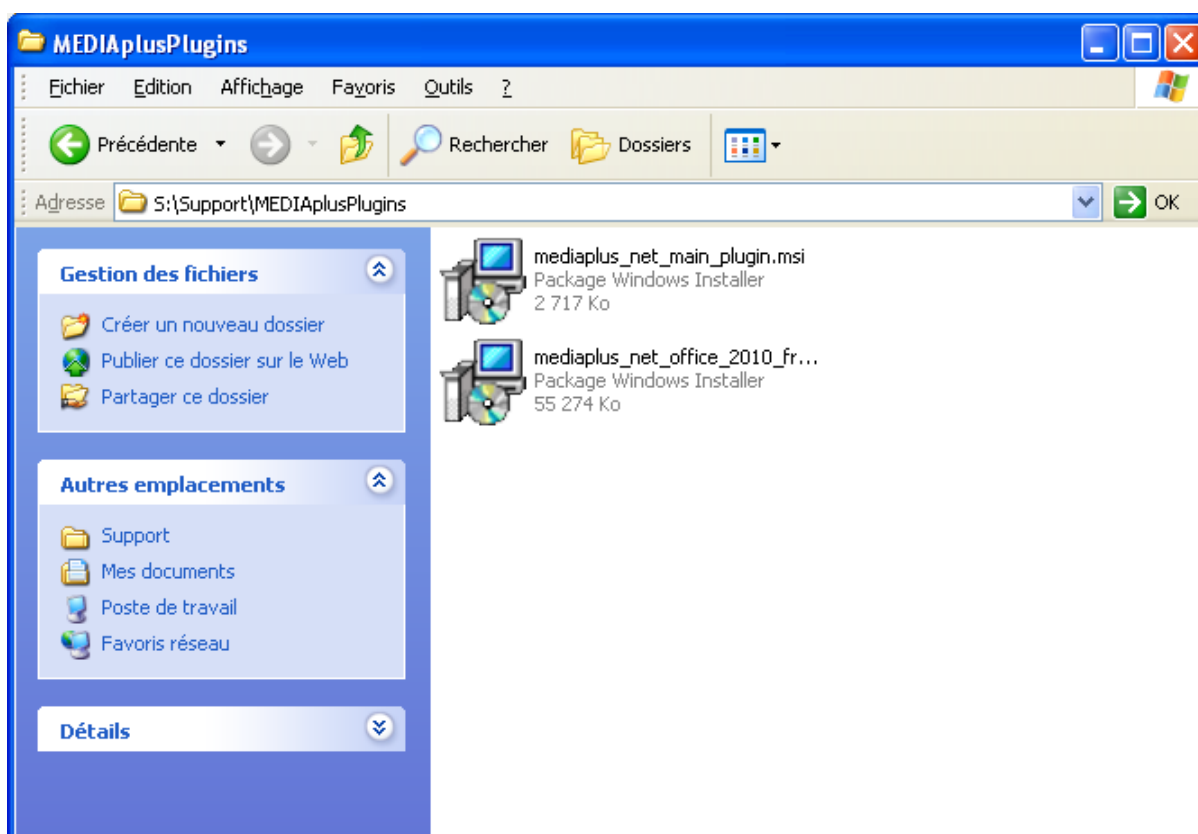 MEDIAplusPlugins
Fichier Edition Affichage Favoris Outils ?
Précédente Rechercher Dossiers
Adresse S:\Support\MEDIAplusPlugins OK
Gestion des fichiers
Créer un nouveau dossier
Publier ce dossier sur le Web
Partager ce dossier
Autres emplacements
Support
Mes documents
Poste de travail
Favoris réseau
Détails
mediaplus_net_main_plugin.msi
Package Windows Installer
2 717 Ko
mediaplus_net_office_2010_fr...
Package Windows Installer
55 274 Ko